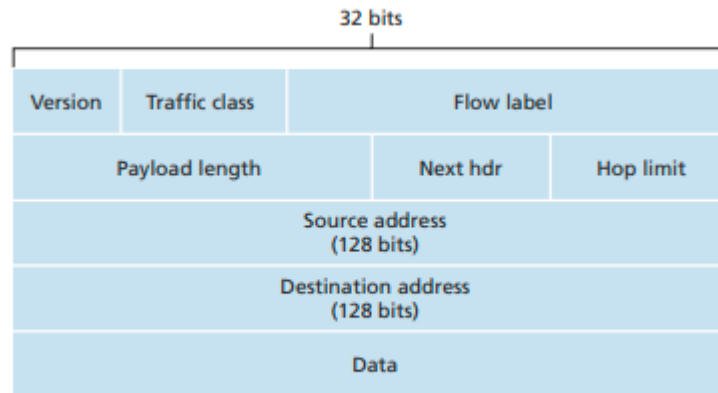 32 bits
Version Traffic class Flow label
Payload length Next hdr Hop limit
Source address
(128 bits)
Destination address
(128 bits)
Data